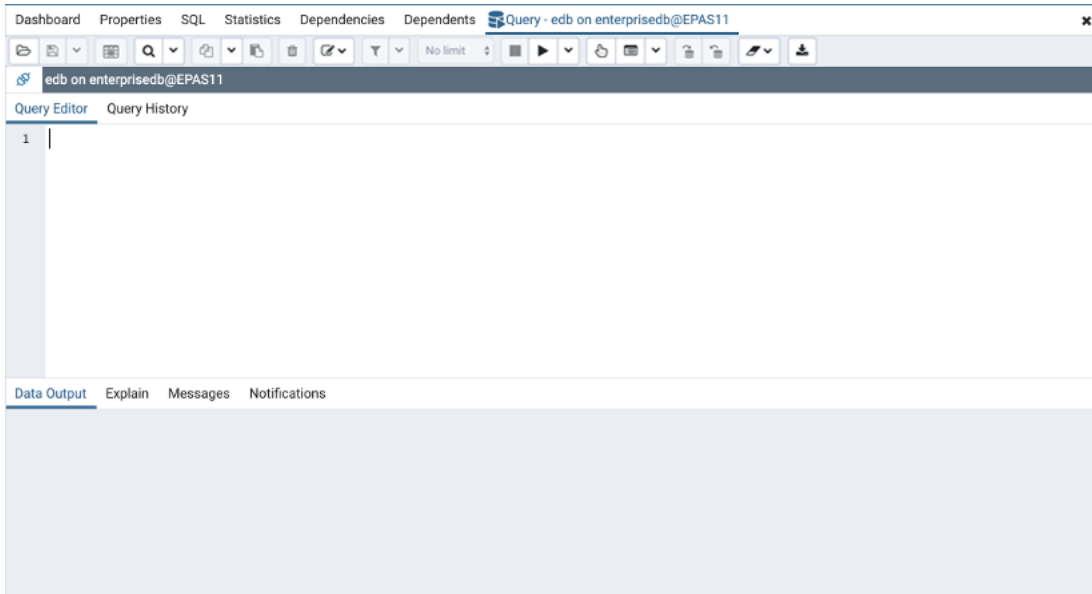 Dashboard Properties SQL Statistics Dependencies Dependents Query - edb on enterprisedb@EPAS11
No limit
edb on enterprisedb@EPAS11
Query Editor Query History
1
Data Output Explain Messages Notifications